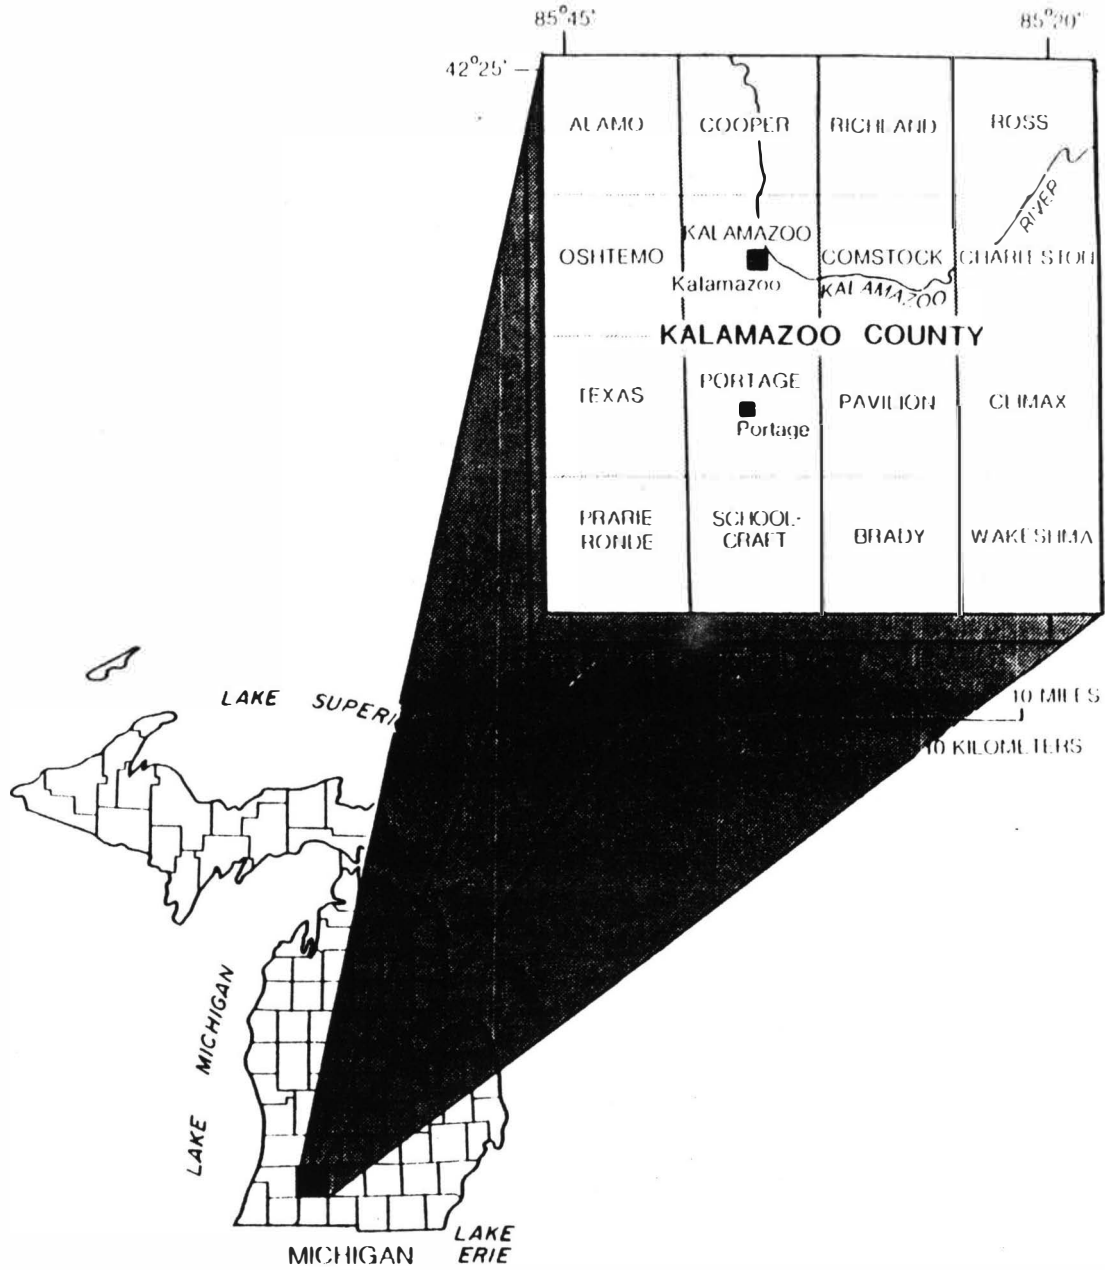 85°45'
85°20'
42°25'
ALAMO
COOPER
RICHLAND
ROSS
RIVER
OSHTEMO
KALAMAZOO
COMSTOCK
CHARLESTON
Kalamazoo
KALAMAZOO
KALAMAZOO COUNTY
TEXAS
PORTAGE
PAVILION
CLIMAX
Portage
PRARIE
RONDE
SCHOOL-
CRAFT
BRADY
WAKESHMA
10 MILES
10 KILOMETERS
LAKE SUPERI
LAKE MICHIGAN
LAKE
ERIE
MICHIGAN